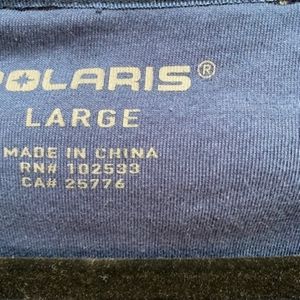 POLARIS®
LARGE
MADE IN CHINA
RN# 102533
CA# 25776